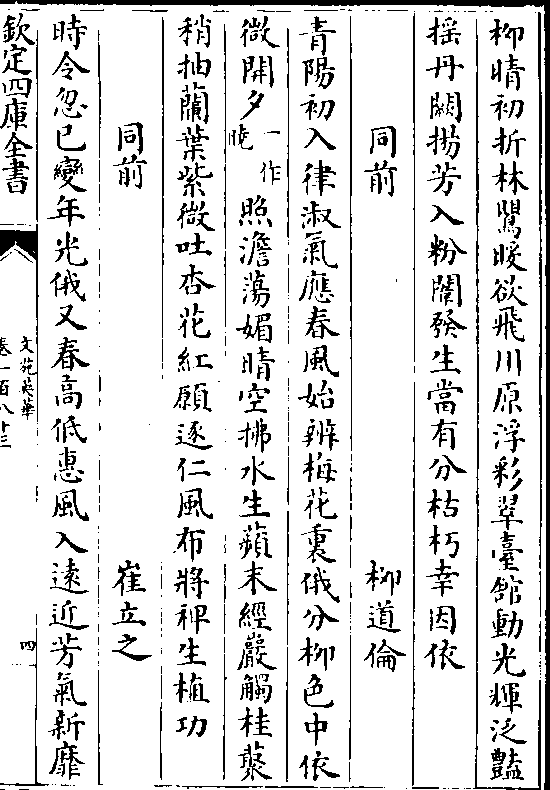 柳晴初折林鸎暖欲飛川原浮彩翠臺館動光輝泛豔
揺丹闕揚芳入粉闈發生當有分枯朽幸因依
同前 柳道倫
青陽初入律淑氣應春風始辨梅花裏俄分柳色中依
微開夕一作曉照澹蕩媚晴空拂水生蘋末經巖觸桂藂
稍抽蘭葉紫微吐杏花紅願逐仁風布將裨生植功
同前 崔立之
時令忽已變年光俄又春高低惠風入逺近芳氣新靡
欽定四庫全書
文苑英華
卷一百八十三
四